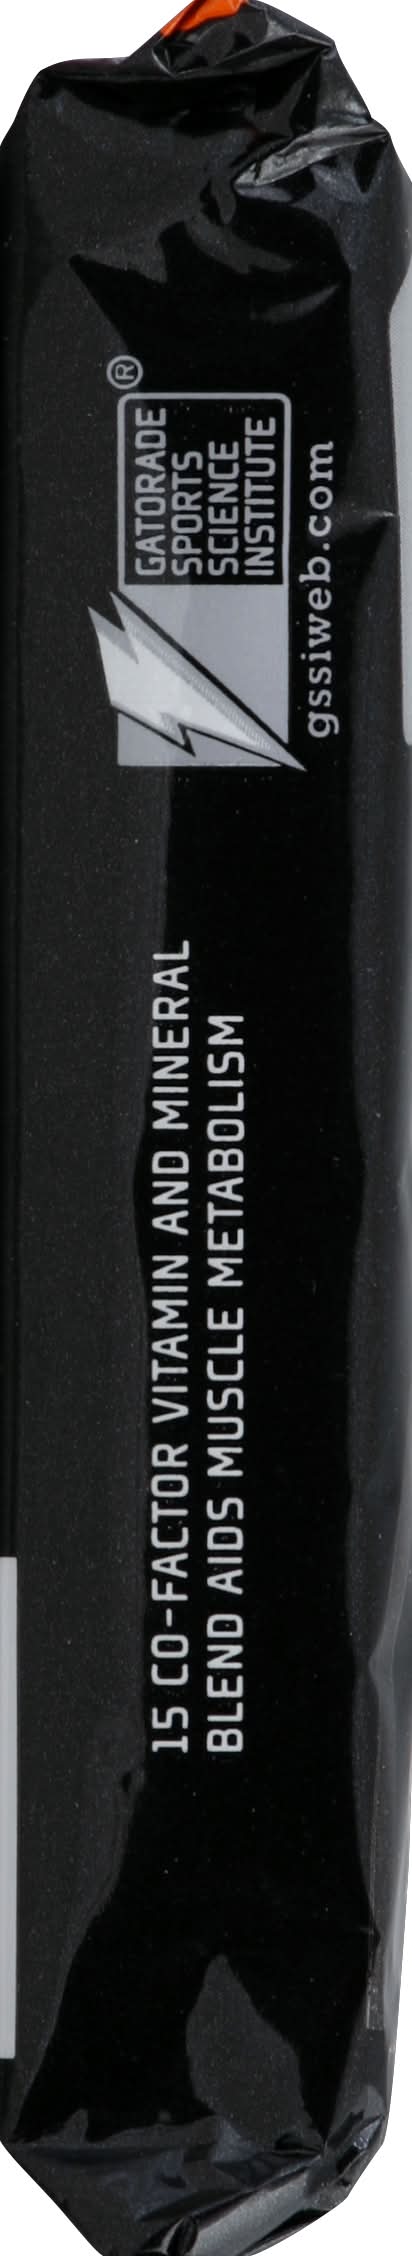 15 CO-FACTOR VITAMIN AND MINERAL
BLEND AIDS MUSCLE METABOLISM
GATORADE
SPORTS
SCIENCE
INSTITUTE
®
gssiweb.com